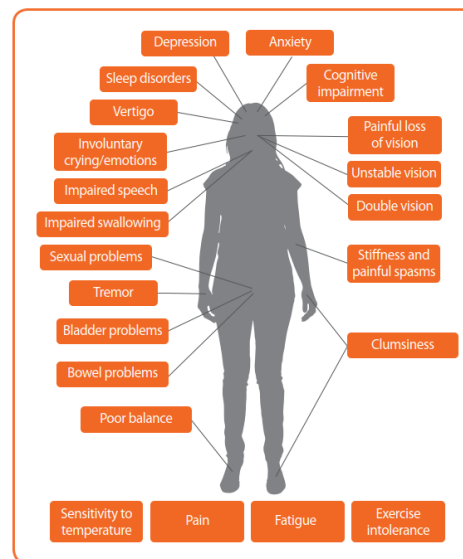 Depression
Anxiety
Sleep disorders
Cognitive
impairment
Vertigo
Painful loss
of vision
Involuntary
crying/emotions
Unstable vision
Impaired speech
Double vision
Impaired swallowing
Sexual problems
Stiffness and
painful spasms
Tremor
Bladder problems
Clumsiness
Bowel problems
Poor balance
Sensitivity to
temperature
Pain
Fatigue
Exercise
intolerance